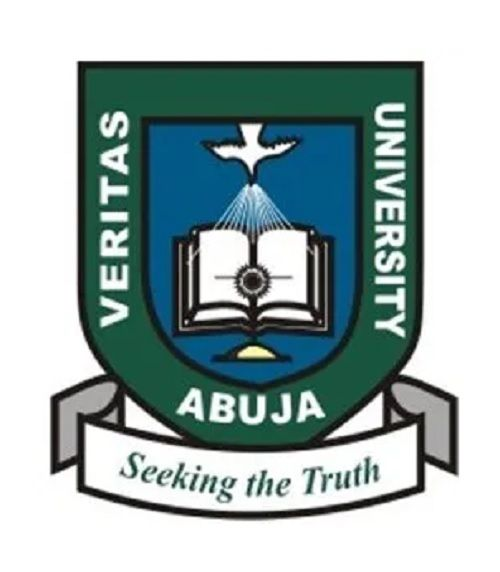 VERITAS
UNIVERSITY
ABUJA
Seeking the Truth